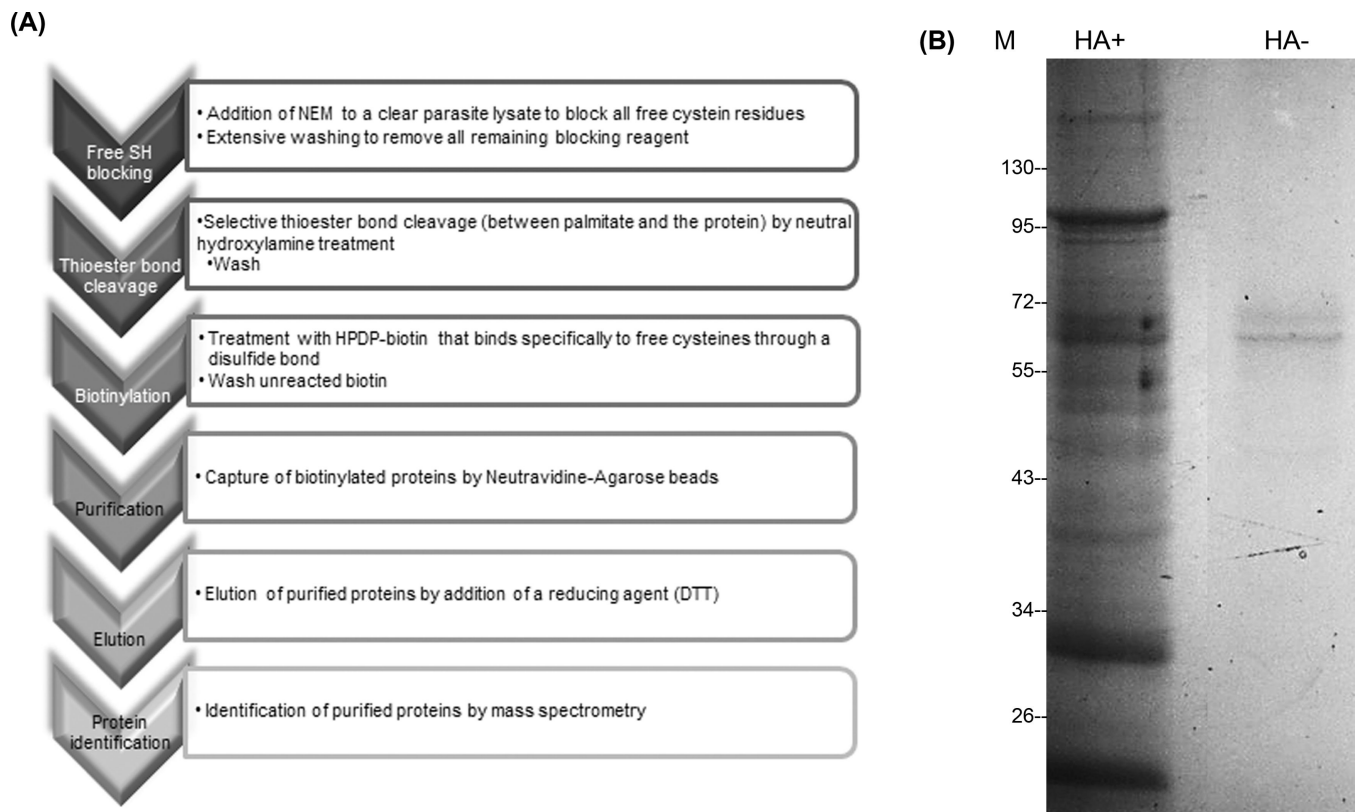 (A)
Free SH
blocking
• Addition of NEM to a clear parasite lysate to block all free cystein residues
• Extensive washing to remove all remaining blocking reagent
Thioester bond
cleavage
•Selective thioester bond cleavage (between palmitate and the protein) by neutral
hydroxylamine treatment
•Wash
Biotinylation
• Treatment with HPDP-biotin that binds specifically to free cysteines through a
disulfide bond
• Wash unreacted biotin
Purification
• Capture of biotinylated proteins by Neutravidine-Agarose beads
Elution
• Elution of purified proteins by addition of a reducing agent (DTT)
Protein
identification
• Identification of purified proteins by mass spectrometry
(B) M HA+ HA-
130--
95--
72--
55--
43--
34--
26--